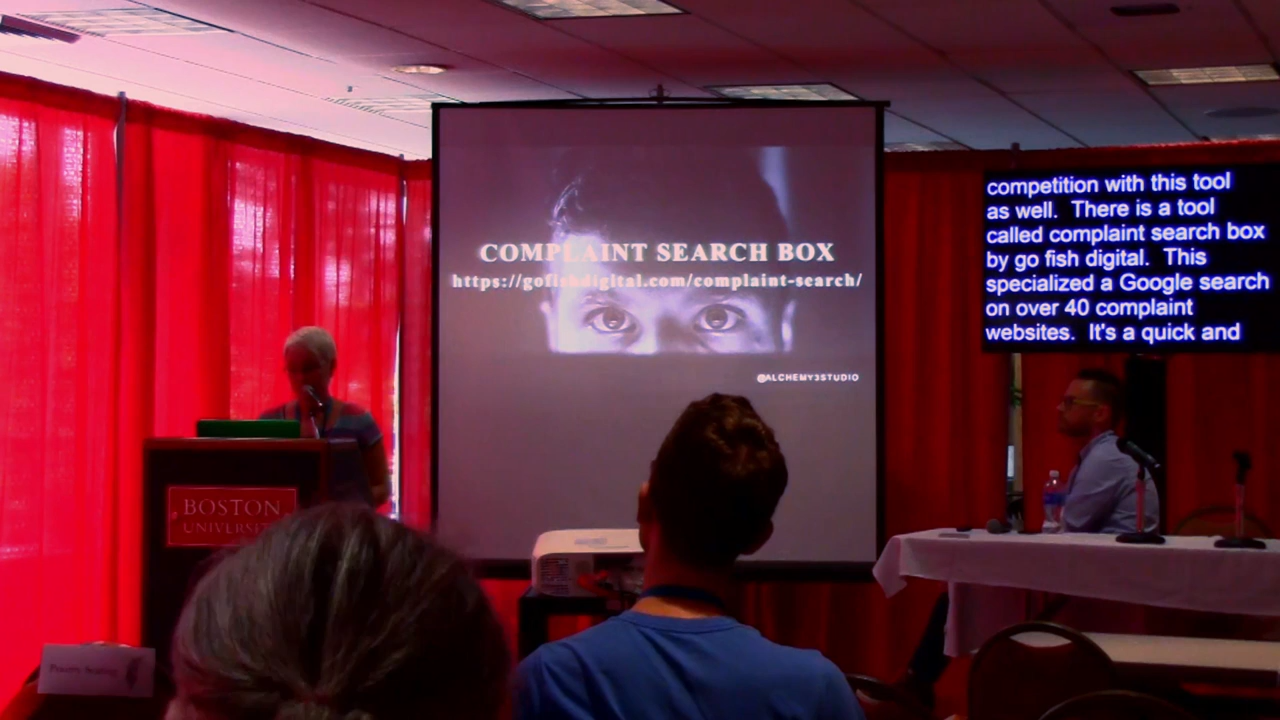 COMPLAINT SEARCH BOX
https://gofishdigital.com/complaint-search/
@ALCHEMY3STUDIO
competition with this tool
as well. There is a tool
called complaint search box
by go fish digital. This
specialized a Google search
on over 40 complaint
websites. It's a quick and
BOSTON
UNIVERSITY
Priority Seating